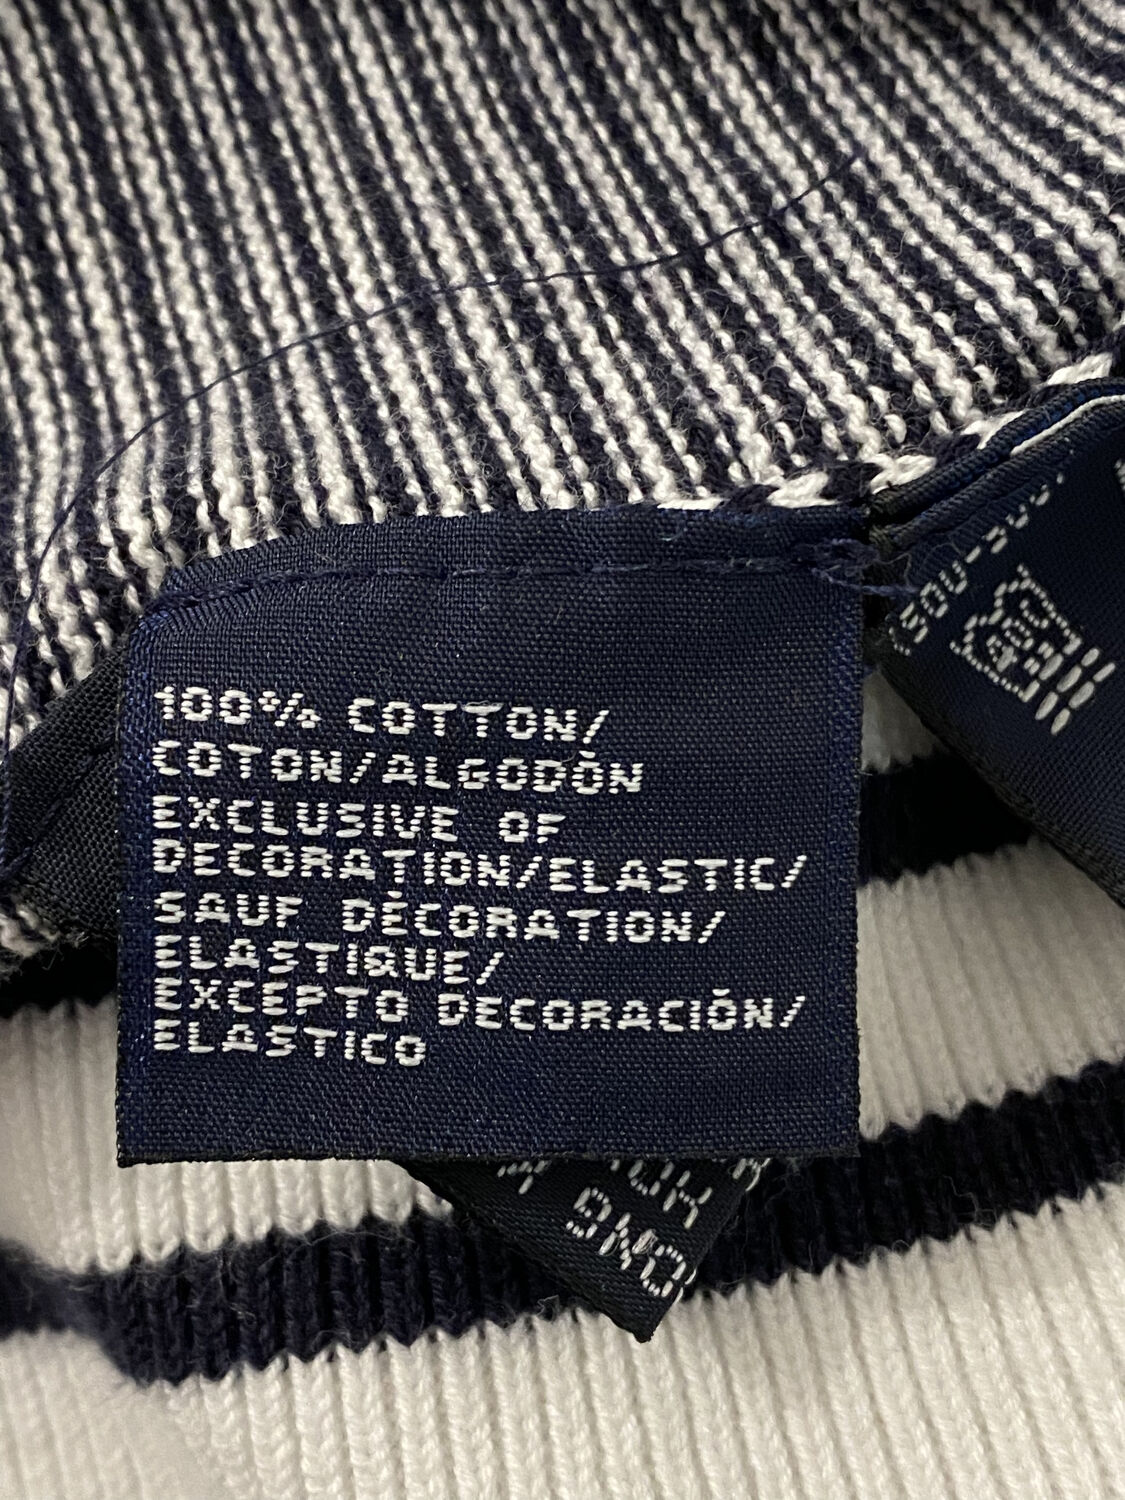 100% COTTON/
COTON/ALGODÓN
EXCLUSIVE OF
DECORATION/ELASTIC/
SAUF DÉCORATION/
ELASTIQUE/
EXCEPTO DECORACIÓN/
ELASTICO